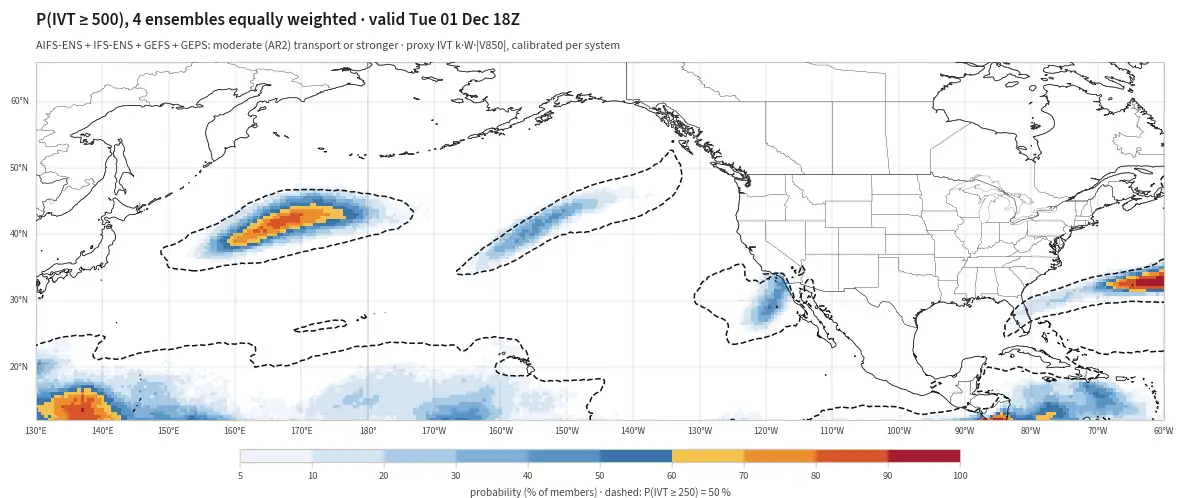 P(IVT ≥ 500), 4 ensembles equally weighted · valid Tue 01 Dec 18Z
AIFS-ENS + IFS-ENS + GEFS + GEPS: moderate (AR2) transport or stronger · proxy IVT k·W·|V850|, calibrated per system
60°N
50°N
40°N
30°N
20°N
130°E 140°E 150°E 160°E 170°E 180° 170°W 160°W 150°W 140°W 130°W 120°W 110°W 100°W 90°W 80°W 70°W 60°W
5 10 20 30 40 50 60 70 80 90 100
probability (% of members) · dashed: P(IVT ≥ 250) = 50 %